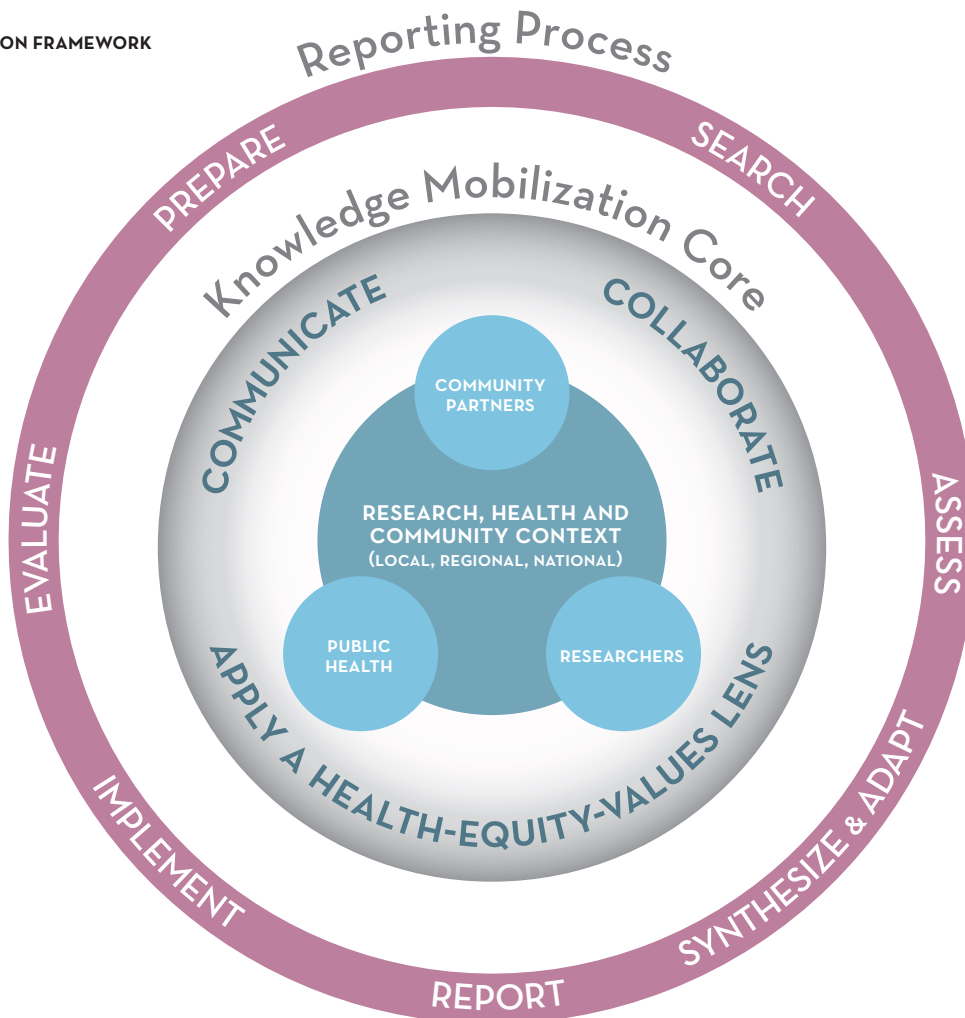 ON FRAMEWORK
Reporting Process
PREPARE
SEARCH
ASSESS
SYNTHESIZE & ADAPT
REPORT
IMPLEMENT
EVALUATE
Knowledge Mobilization Core
COMMUNICATE
COLLABORATE
APPLY A HEALTH-EQUITY-VALUES LENS
COMMUNITY
PARTNERS
RESEARCH, HEALTH AND
COMMUNITY CONTEXT
(LOCAL, REGIONAL, NATIONAL)
PUBLIC
HEALTH
RESEARCHERS